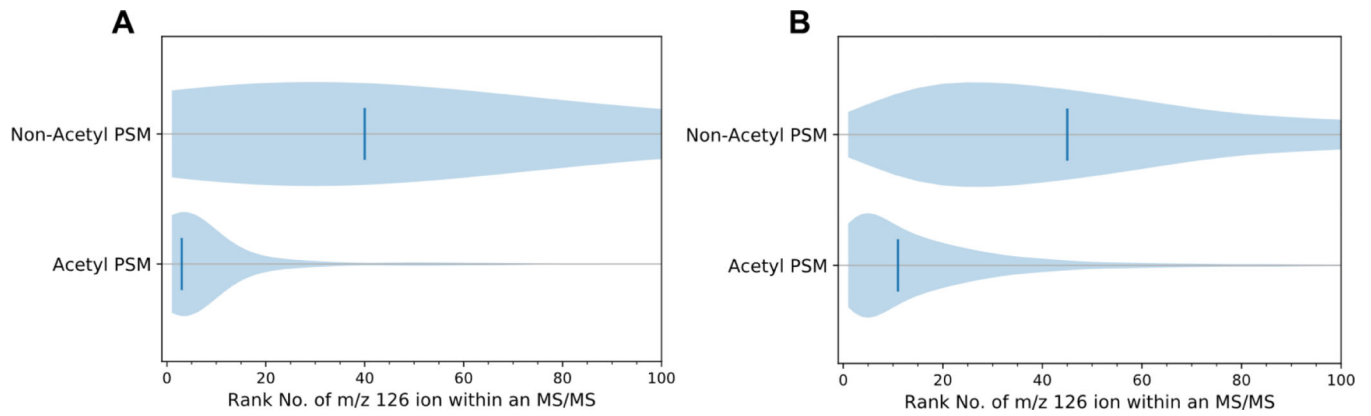 A
Non-Acetyl PSM
Acetyl PSM
0 20 40 60 80 100
Rank No. of m/z 126 ion within an MS/MS
B
Non-Acetyl PSM
Acetyl PSM
0 20 40 60 80 100
Rank No. of m/z 126 ion within an MS/MS